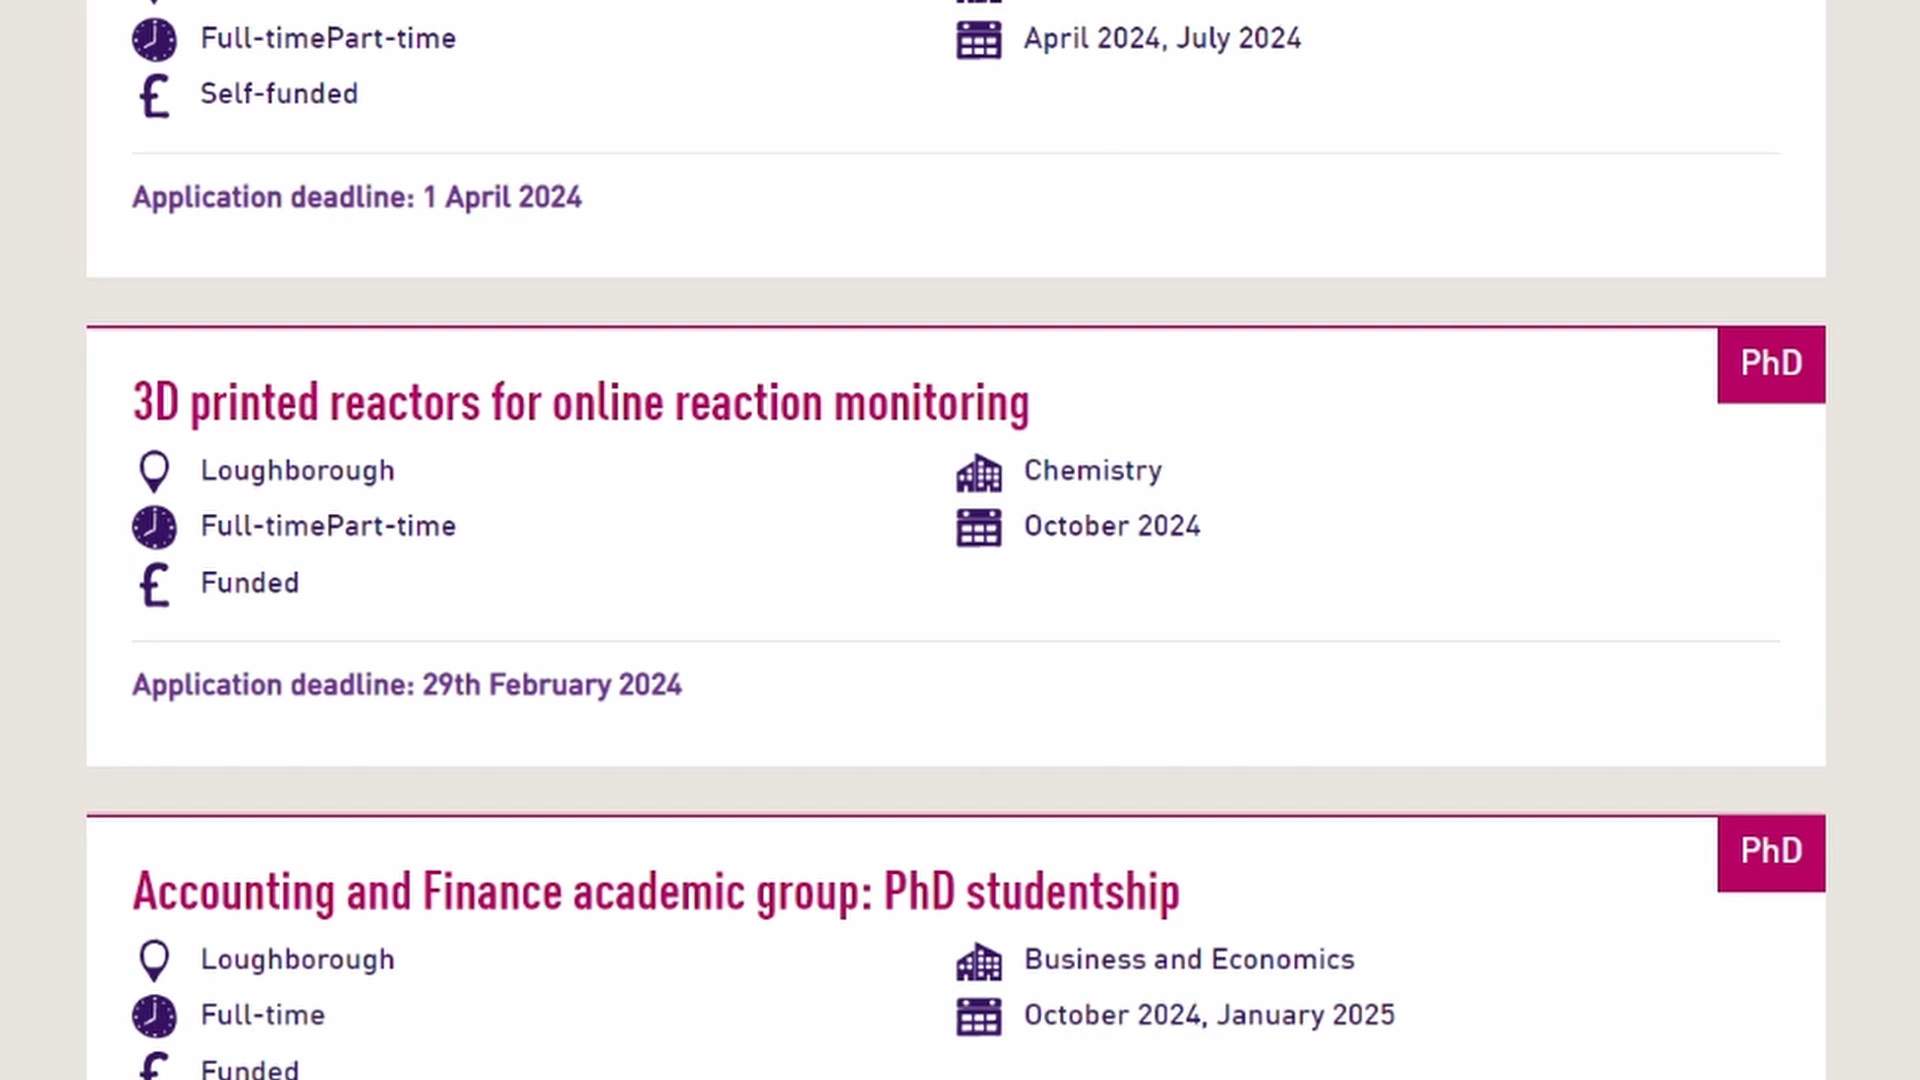 Full-timePart-time
April 2024, July 2024
Self-funded
Application deadline: 1 April 2024
PhD
3D printed reactors for online reaction monitoring
Loughborough
Chemistry
Full-timePart-time
October 2024
£ Funded
Application deadline: 29th February 2024
PhD
Accounting and Finance academic group: PhD studentship
Loughborough
Business and Economics
Full-time
October 2024, January 2025
£ Funded